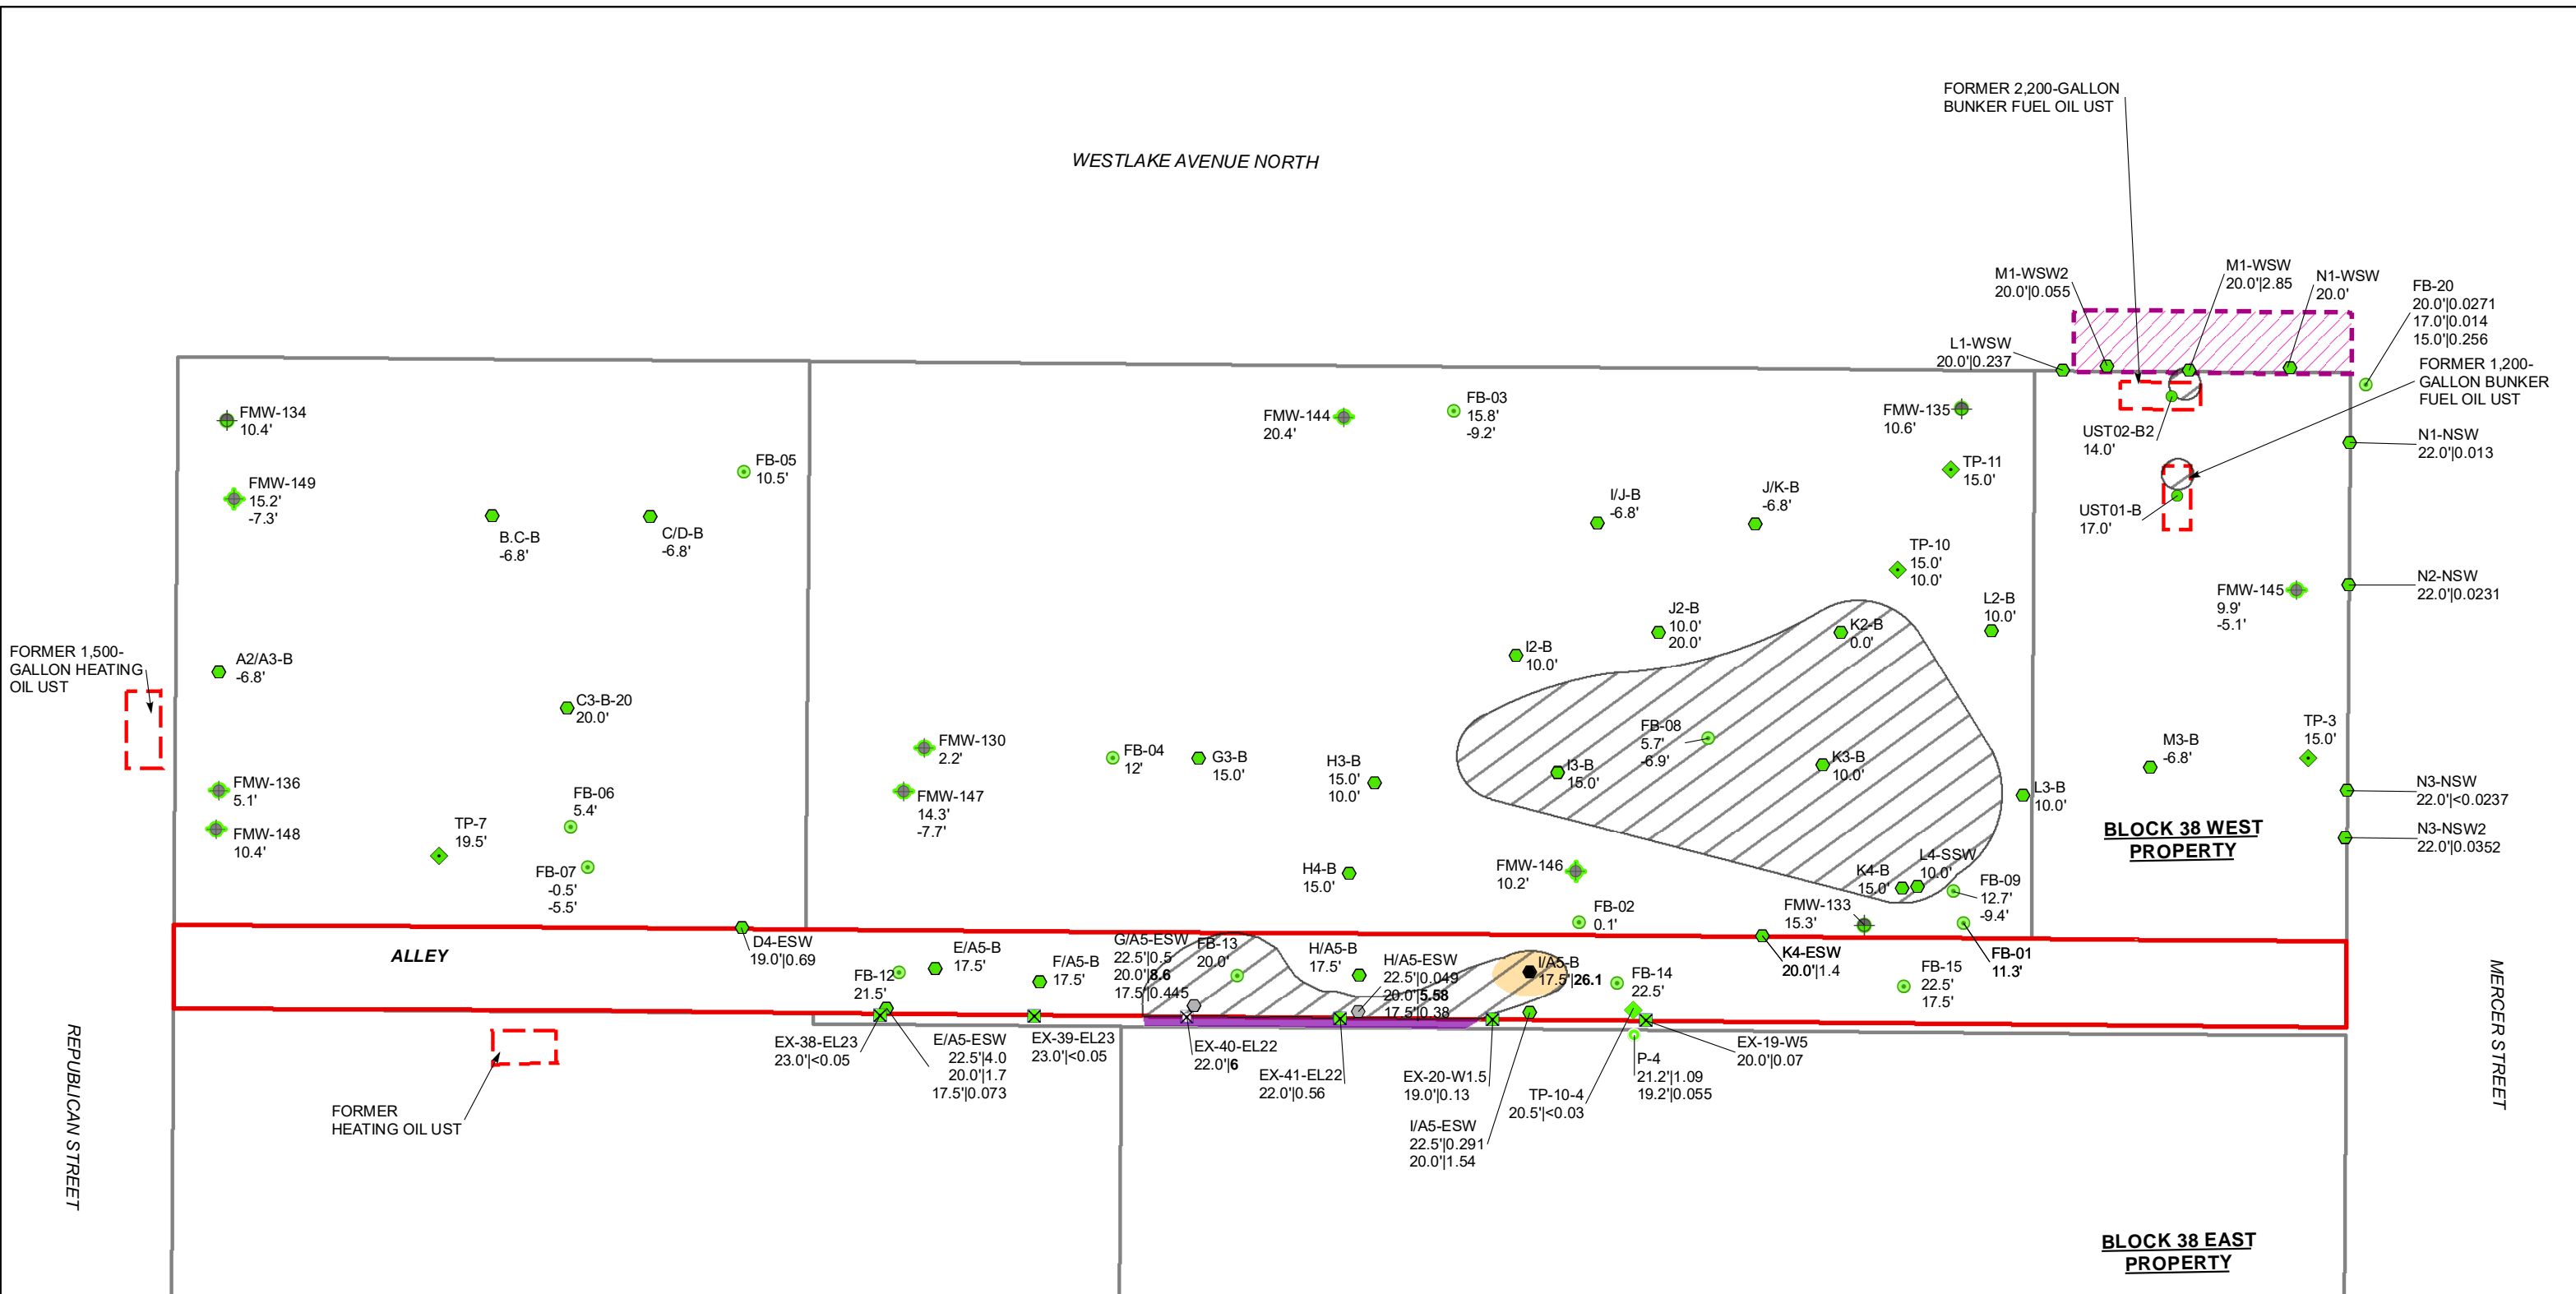 FORMER 2,200-GALLON
BUNKER FUEL OIL UST
WESTLAKE AVENUE NORTH
M1-WSW2
20.0'|0.055
M1-WSW
20.0'|2.85
N1-WSW
20.0'
FB-20
20.0'|0.0271
17.0'|0.014
15.0'|0.256
L1-WSW
20.0'|0.237
FORMER 1,200-
GALLON BUNKER
FUEL OIL UST
FMW-134
10.4'
FMW-144
20.4'
FB-03
15.8'
-9.2'
FMW-135
10.6'
UST02-B2
14.0'
N1-NSW
22.0'|0.013
FB-05
10.5'
TP-11
15.0'
FMW-149
15.2'
-7.3'
I/J-B
-6.8'
J/K-B
-6.8'
UST01-B
17.0'
B.C-B
-6.8'
C/D-B
-6.8'
TP-10
15.0'
10.0'
N2-NSW
22.0'|0.0231
FMW-145
9.9'
-5.1'
J2-B
10.0'
20.0'
K2-B
0.0'
L2-B
10.0'
FORMER 1,500-
GALLON HEATING
OIL UST
A2/A3-B
-6.8'
I2-B
10.0'
C3-B-20
20.0'
FB-08
5.7'
-6.9'
TP-3
15.0'
FMW-130
2.2'
FB-04
12'
G3-B
15.0'
H3-B
15.0'
10.0'
I3-B
15.0'
K3-B
10.0'
M3-B
-6.8'
FMW-136
5.1'
FB-06
5.4'
FMW-147
14.3'
-7.7'
L3-B
10.0'
N3-NSW
22.0'|<0.0237
FMW-148
10.4'
TP-7
19.5'
BLOCK 38 WEST
PROPERTY
N3-NSW2
22.0'|0.0352
FB-07
-0.5'
-5.5'
H4-B
15.0'
FMW-146
10.2'
K4-B
15.0'
L4-SSW
10.0'
FB-09
12.7'
-9.4'
FB-02
0.1'
FMW-133
15.3'
ALLEY
D4-ESW
19.0'|0.69
FB-12
21.5'
E/A5-B
17.5'
F/A5-B
17.5'
G/A5-ESW
22.5'|0.5
20.0'|8.6
17.5'|0.445
FB-13
20.0'
H/A5-B
17.5'
H/A5-ESW
22.5'|0.049
20.0'|5.58
17.5'|0.38
I/A5-B
17.5'|26.1
FB-14
22.5'
K4-ESW
20.0'|1.4
FB-15
22.5'
17.5'
FB-01
11.3'
MERCER STREET
REPUBLICAN STREET
EX-38-EL23
23.0'|<0.05
E/A5-ESW
22.5'|4.0
20.0'|1.7
17.5'|0.073
EX-39-EL23
23.0'|<0.05
EX-40-EL22
22.0'|6
EX-41-EL22
22.0'|0.56
EX-20-W1.5
19.0'|0.13
TP-10-4
20.5'|<0.03
P-4
21.2'|1.09
19.2'|0.055
EX-19-W5
20.0'|0.07
I/A5-ESW
22.5'|0.291
20.0'|1.54
FORMER
HEATING OIL UST
BLOCK 38 EAST
PROPERTY